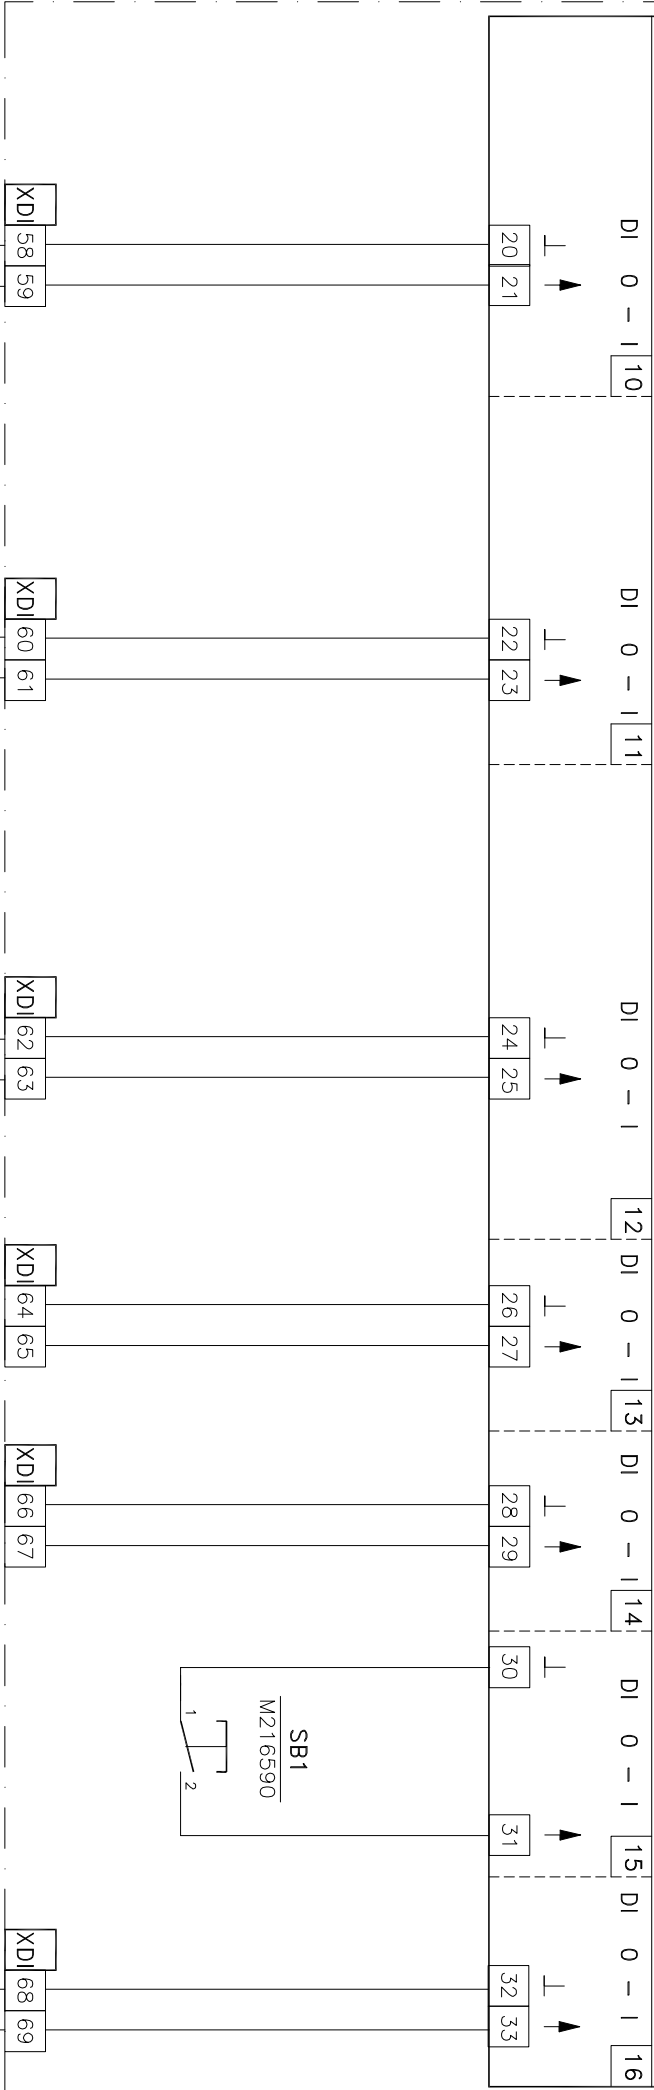 DI 0 - I 10
20 21
XDI 58 59
DI 0 - I 11
22 23
XDI 60 61
DI 0 - I 12
24 25
XDI 62 63
DI 0 - I 13
26 27
XDI 64 65
DI 0 - I 14
28 29
XDI 66 67
DI 0 - I 15
30 31
SB1
M216590
1 2
DI 0 - I 16
32 33
XDI 68 69